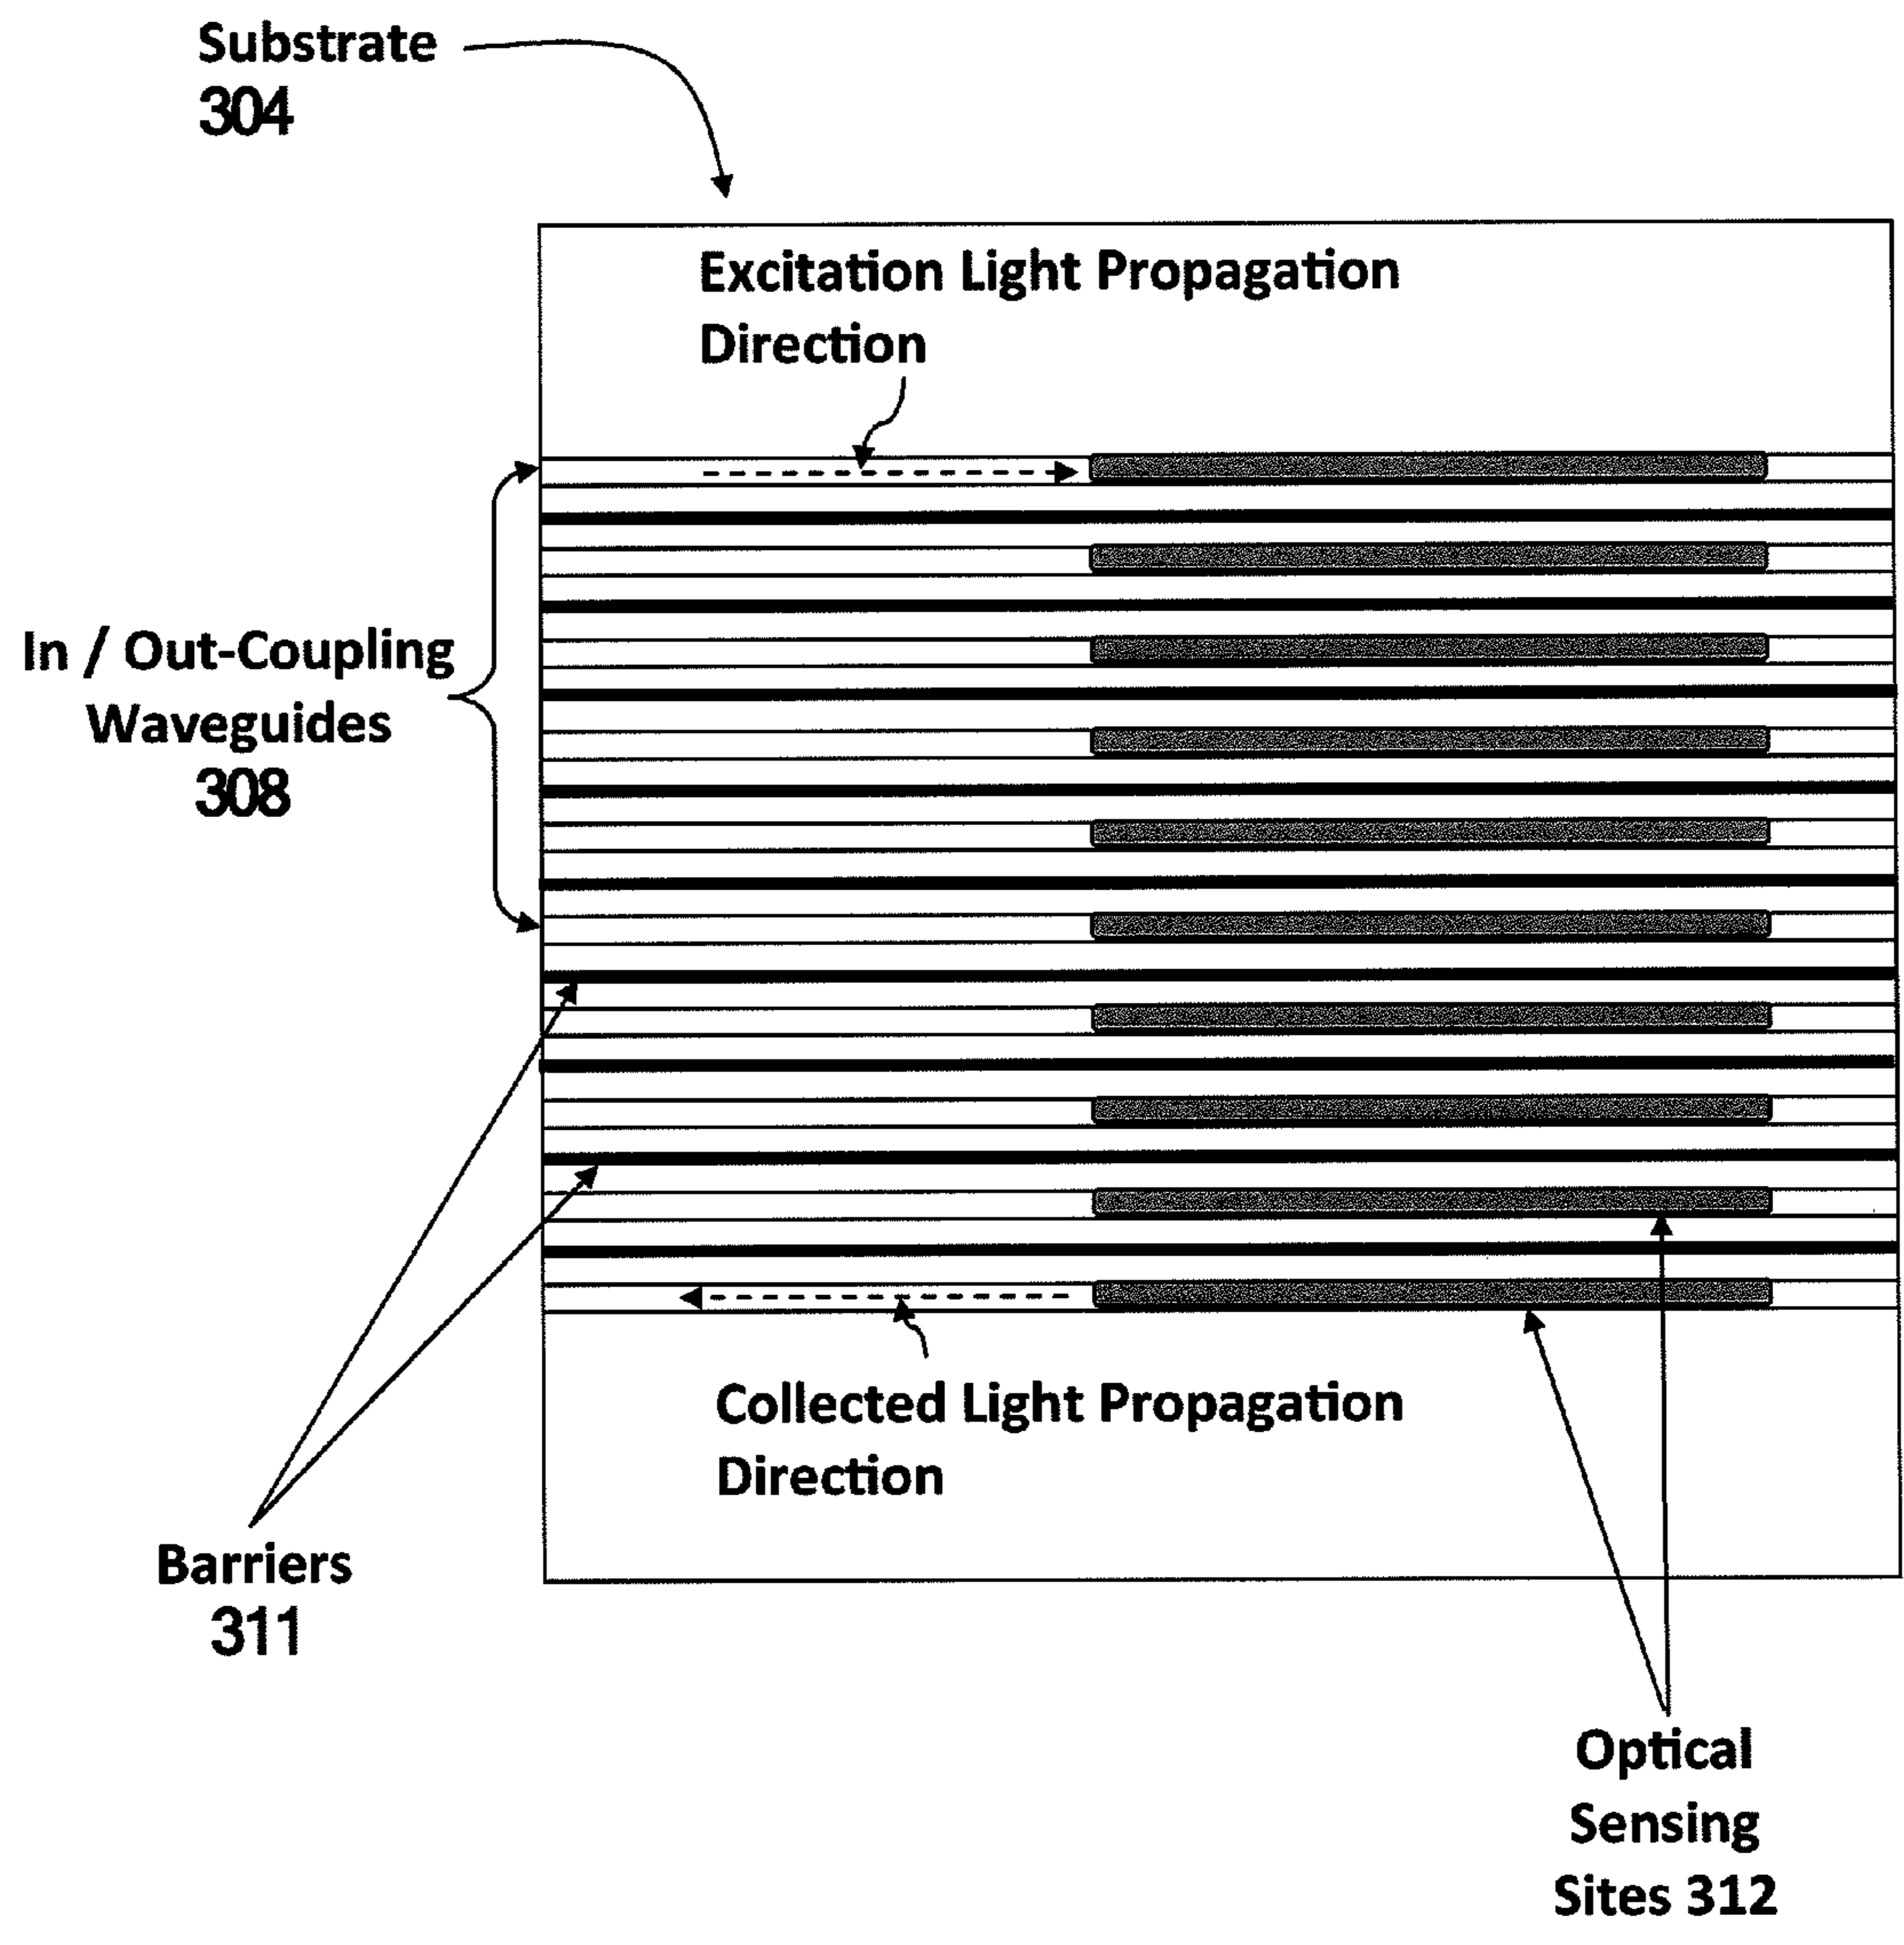 Substrate
304
Excitation Light Propagation
Direction
In / Out-Coupling
Waveguides
308
Collected Light Propagation
Direction
Barriers
311
Optical
Sensing
Sites 312